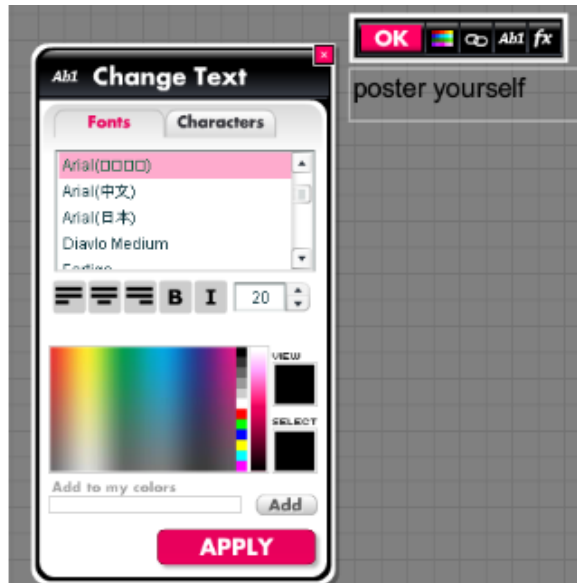 OK Ab1 fx
poster yourself
Ab1 Change Text
Fonts Characters
Arial(□□□□)
Arial(中文)
Arial(日本)
Diavlo Medium
B I 20
VIEW
SELECT
Add to my colors
Add
APPLY